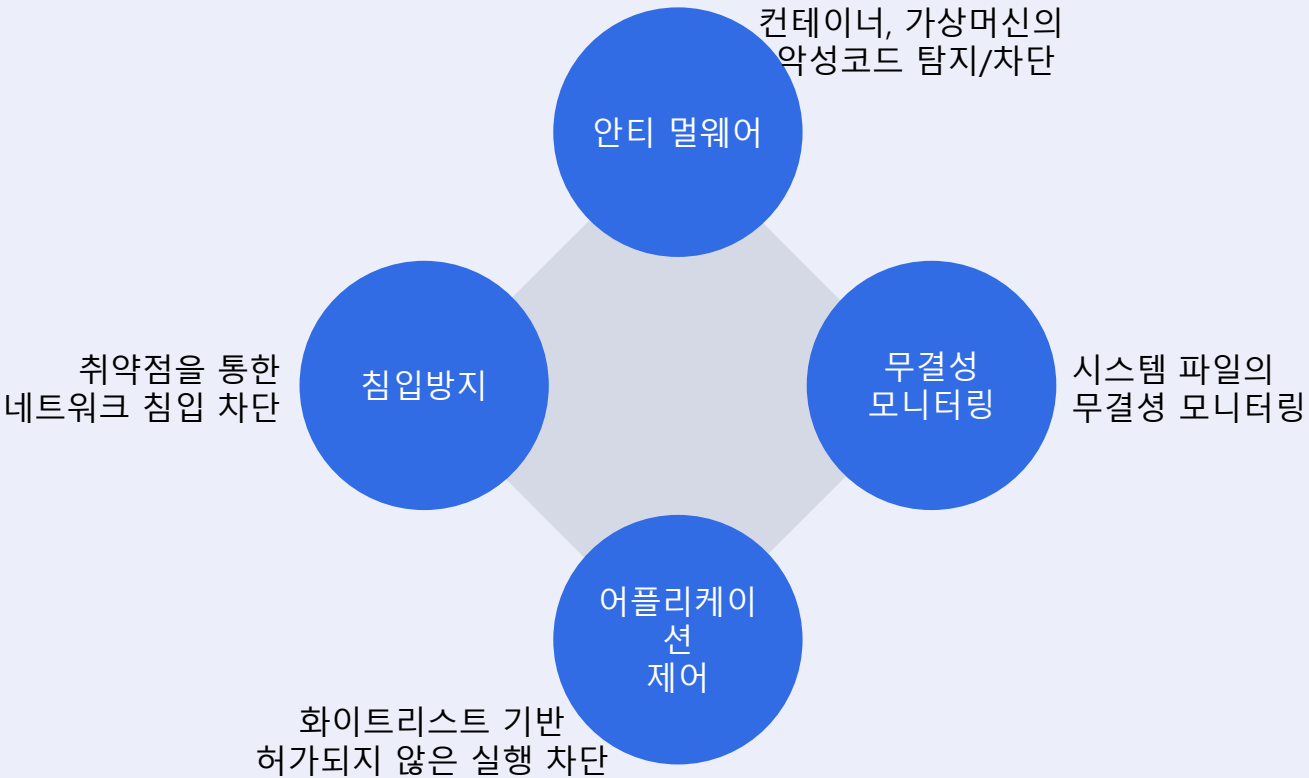 컨테이너, 가상머신의
악성코드 탐지/차단
안티 멀웨어
취약점을 통한
네트워크 침입 차단
침입방지
무결성
모니터링
시스템 파일의
무결셩 모니터링
어플리케이
션
제어
화이트리스트 기반
허가되지 않은 실행 차단